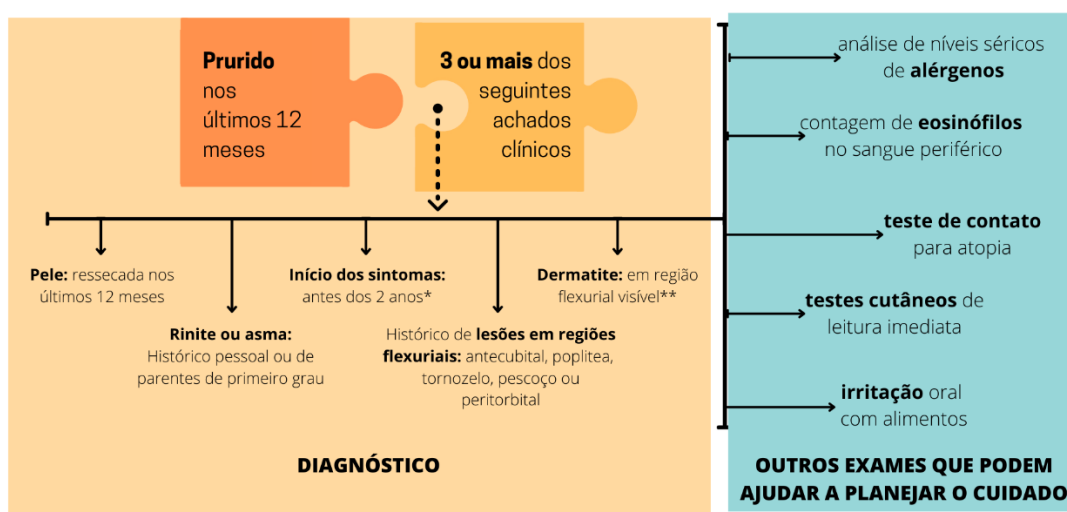 Prurido
nos
últimos 12
meses
3 ou mais dos
seguintes
achados
clínicos
Pele: ressecada nos
últimos 12 meses
Rinite ou asma:
Histórico pessoal ou de
parentes de primeiro grau
Início dos sintomas:
antes dos 2 anos*
Histórico de lesões em regiões
flexuriais: antecubital, poplitea,
tornozelo, pescoço ou
peritorbital
Dermatite: em região
flexurial visível**
DIAGNÓSTICO
análise de níveis séricos
de alérgenos
contagem de eosinófilos
no sangue periférico
teste de contato
para atopia
testes cutâneos de
leitura imediata
irritação oral
com alimentos
OUTROS EXAMES QUE PODEM
AJUDAR A PLANEJAR O CUIDADO